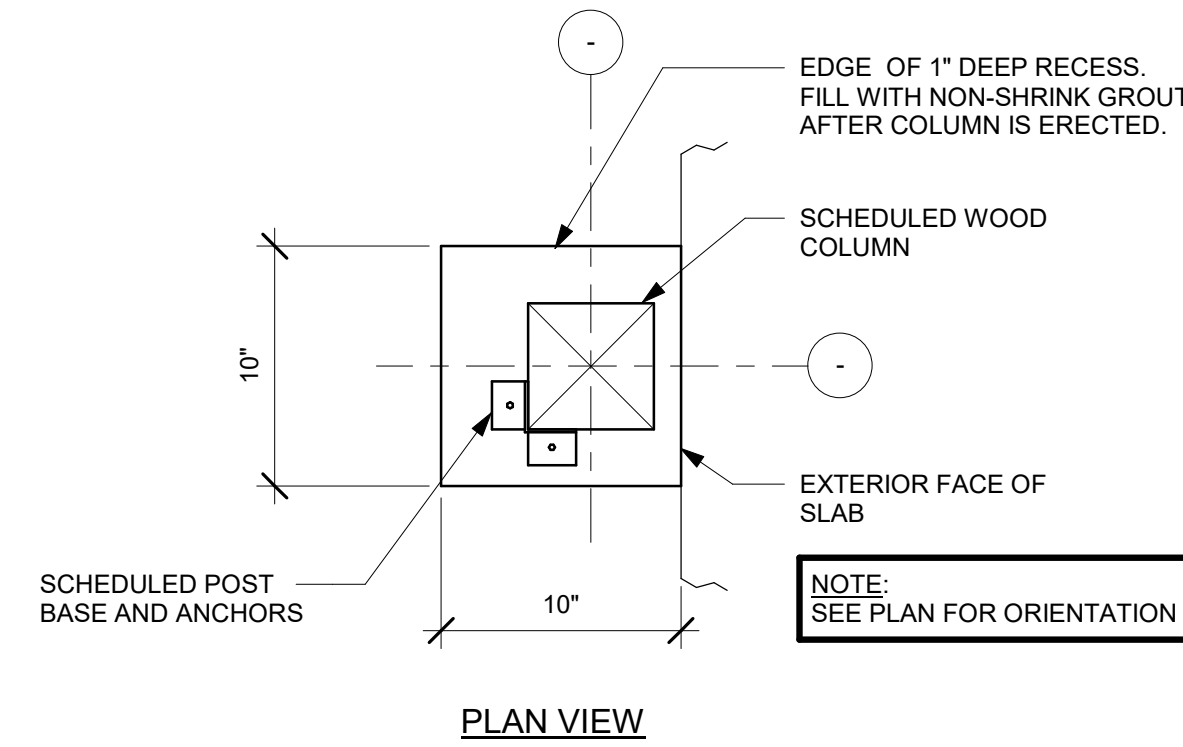 -
EDGE OF 1" DEEP RECESS.
FILL WITH NON-SHRINK GROUT
AFTER COLUMN IS ERECTED.
SCHEDULED WOOD
COLUMN
10"
-
EXTERIOR FACE OF
SLAB
SCHEDULED POST
BASE AND ANCHORS
10"
NOTE:
SEE PLAN FOR ORIENTATION
PLAN VIEW